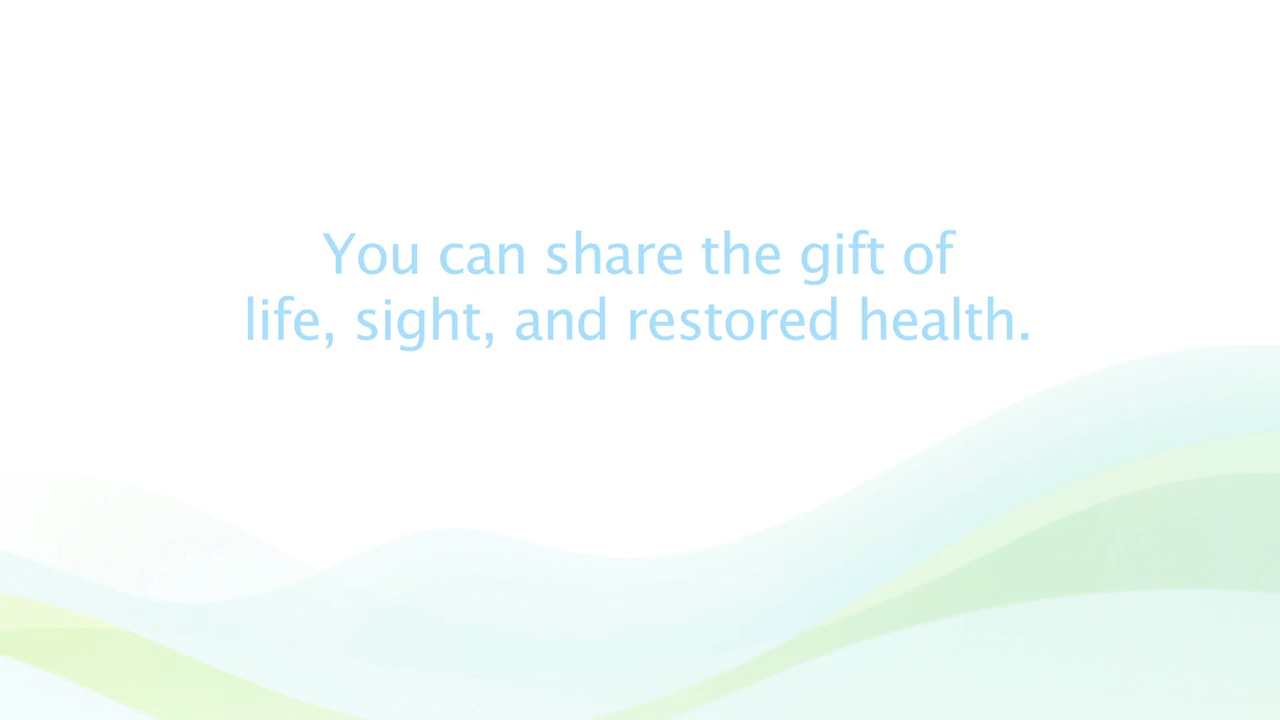 You can share the gift of
life, sight, and restored health.